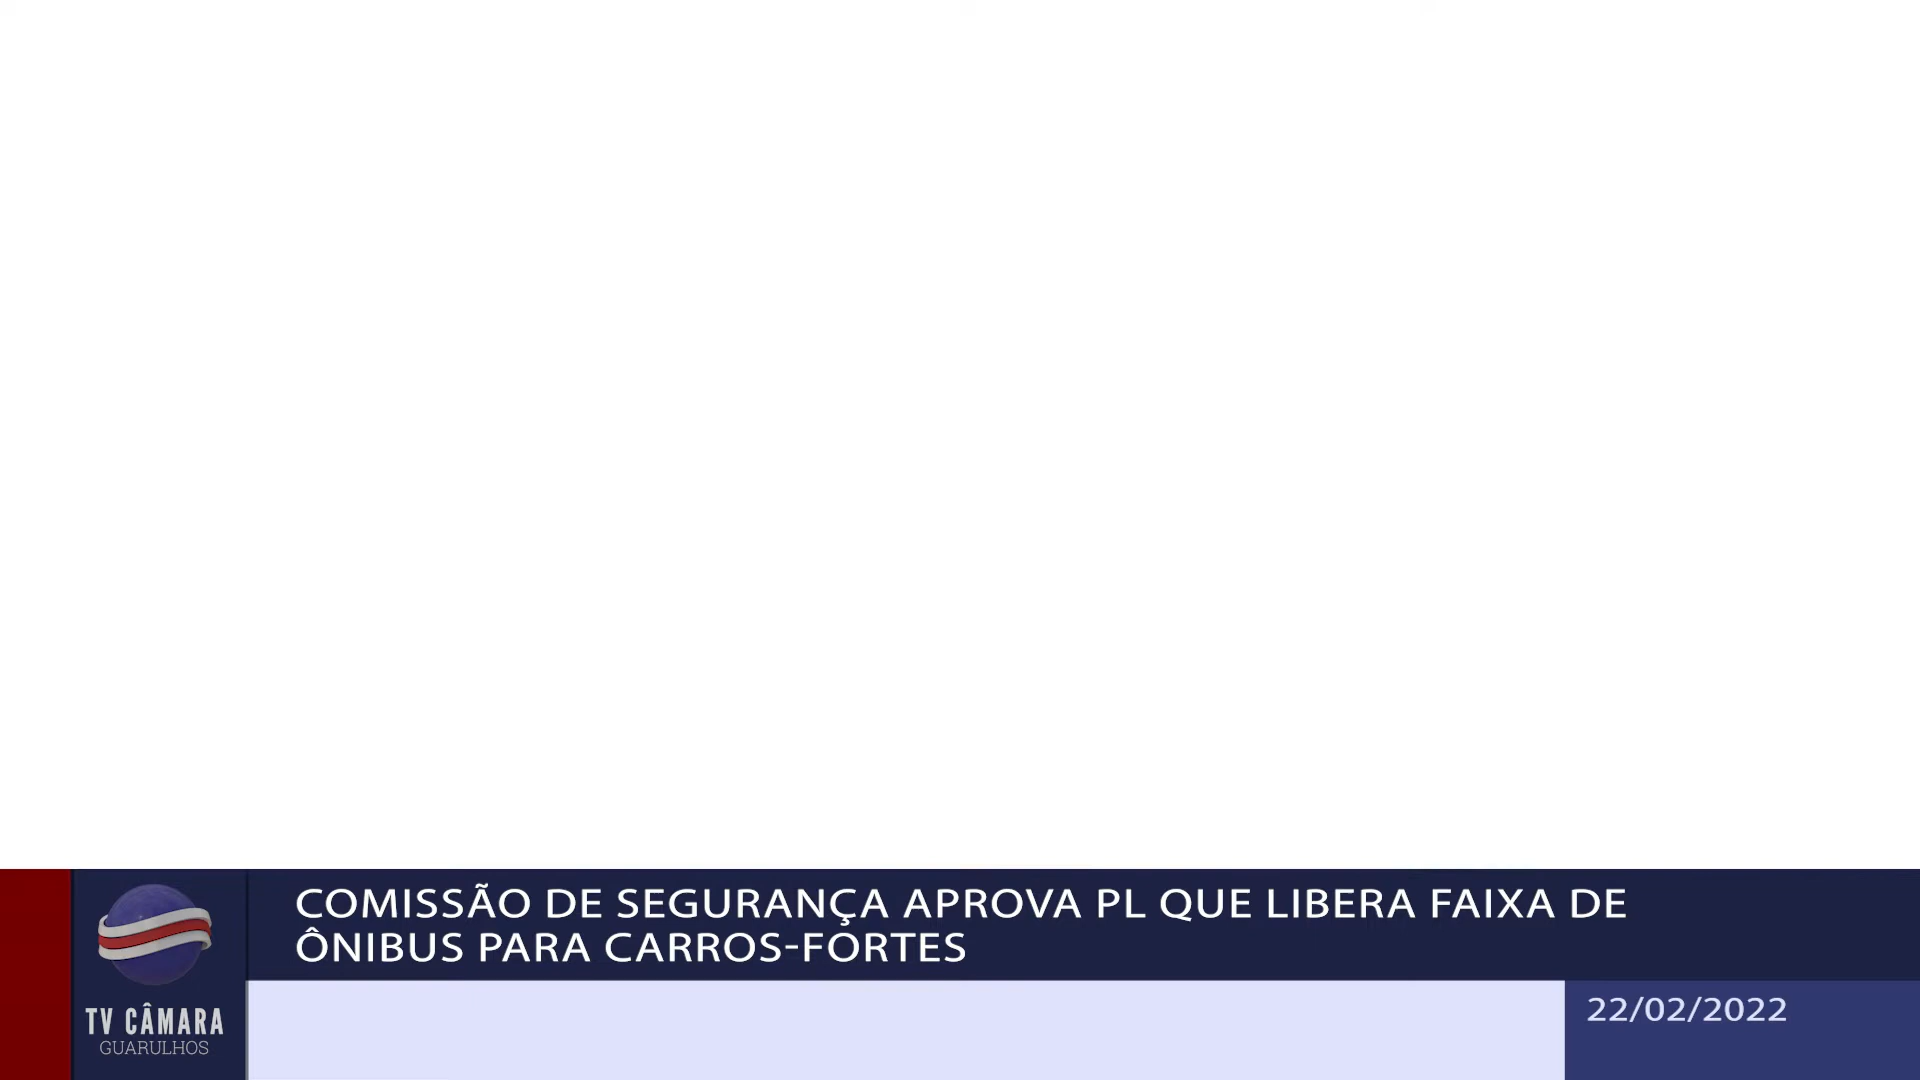 COMISSÃO DE SEGURANÇA APROVA PL QUE LIBERA FAIXA DE
ÔNIBUS PARA CARROS-FORTES
TV CÂMARA
GUARULHOS
22/02/2022